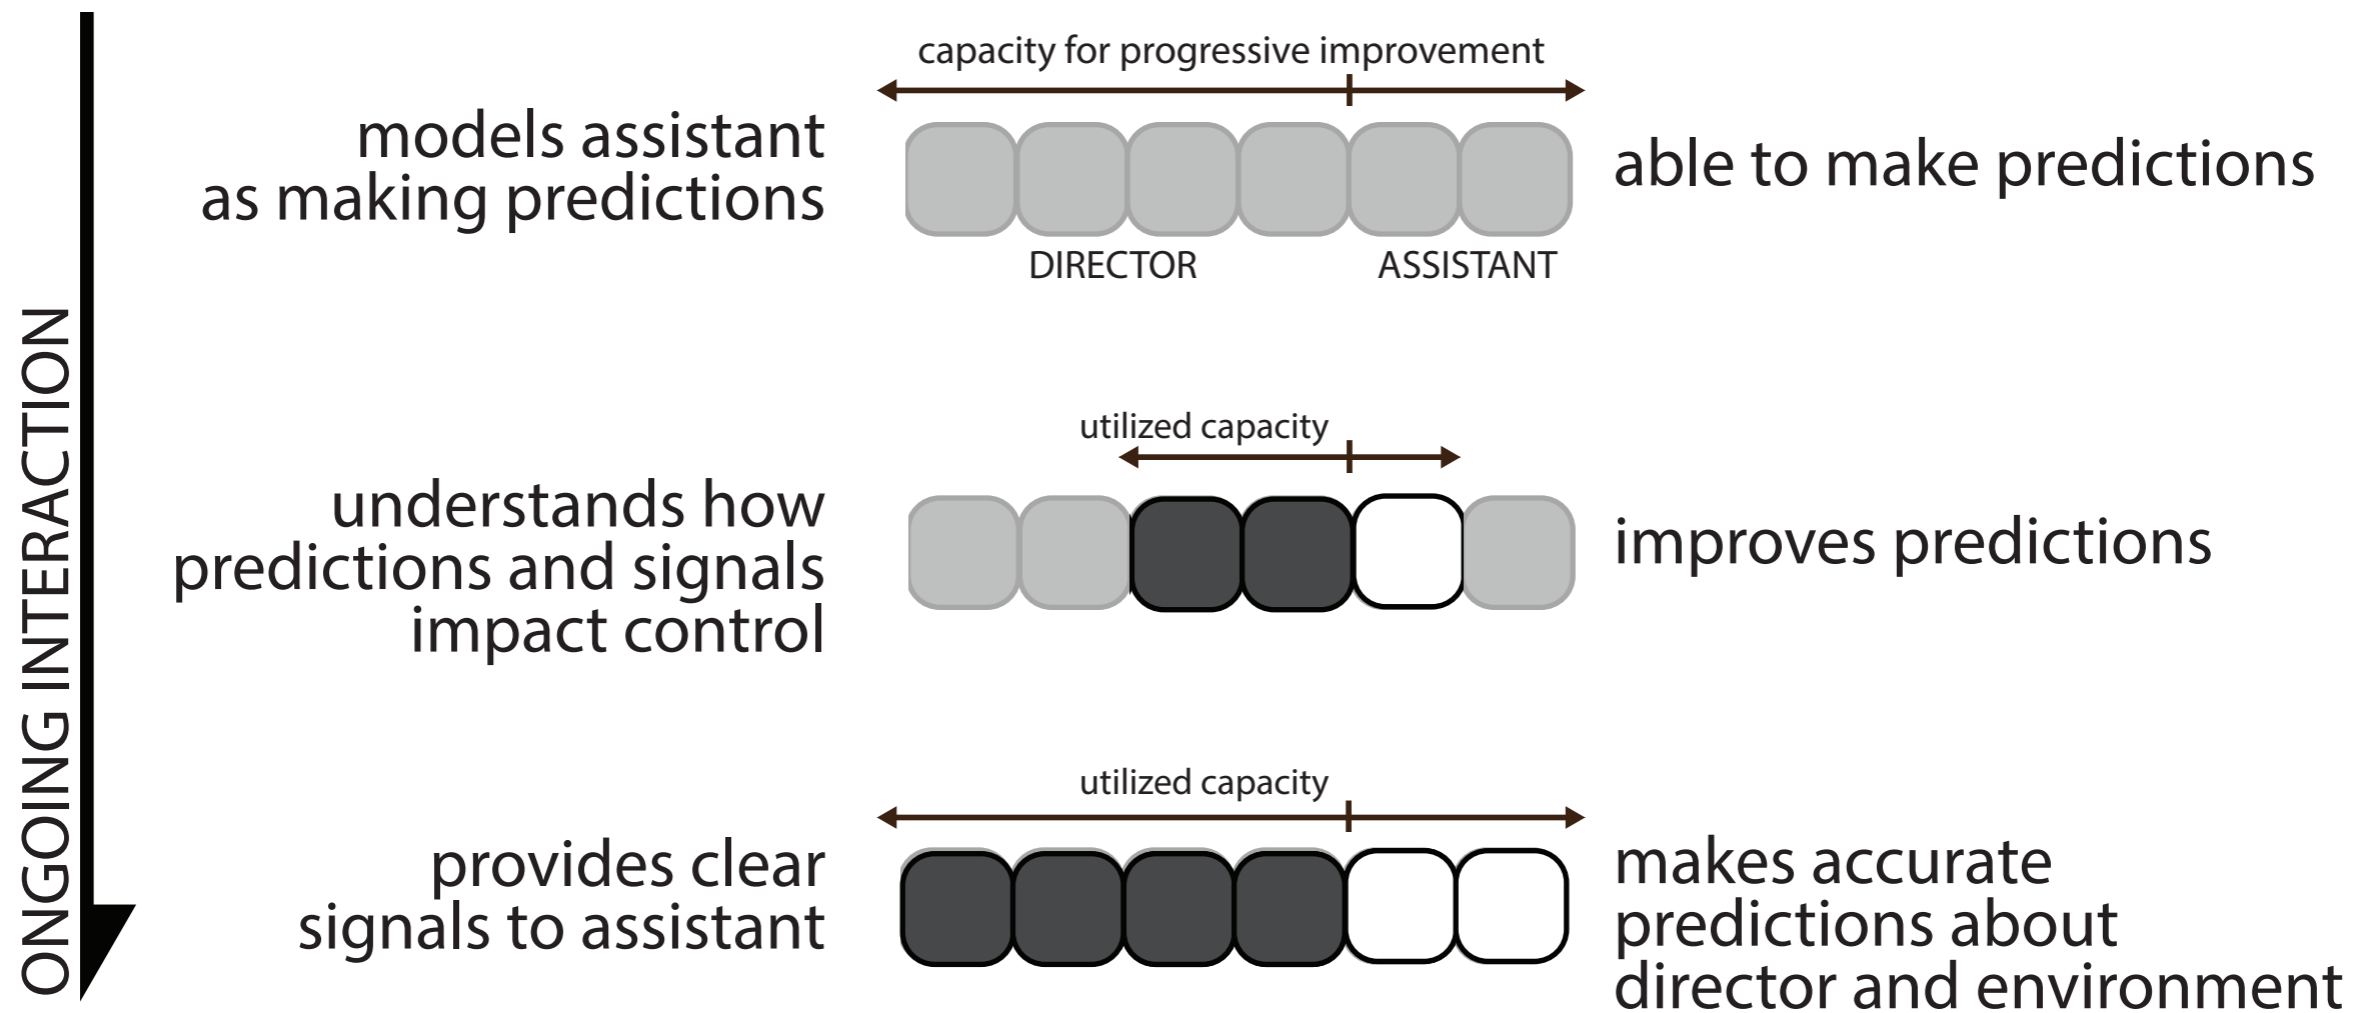 ONGOING INTERACTION
capacity for progressive improvement
models assistant
as making predictions
able to make predictions
DIRECTOR
ASSISTANT
utilized capacity
understands how
predictions and signals
impact control
improves predictions
utilized capacity
provides clear
signals to assistant
makes accurate
predictions about
director and environment